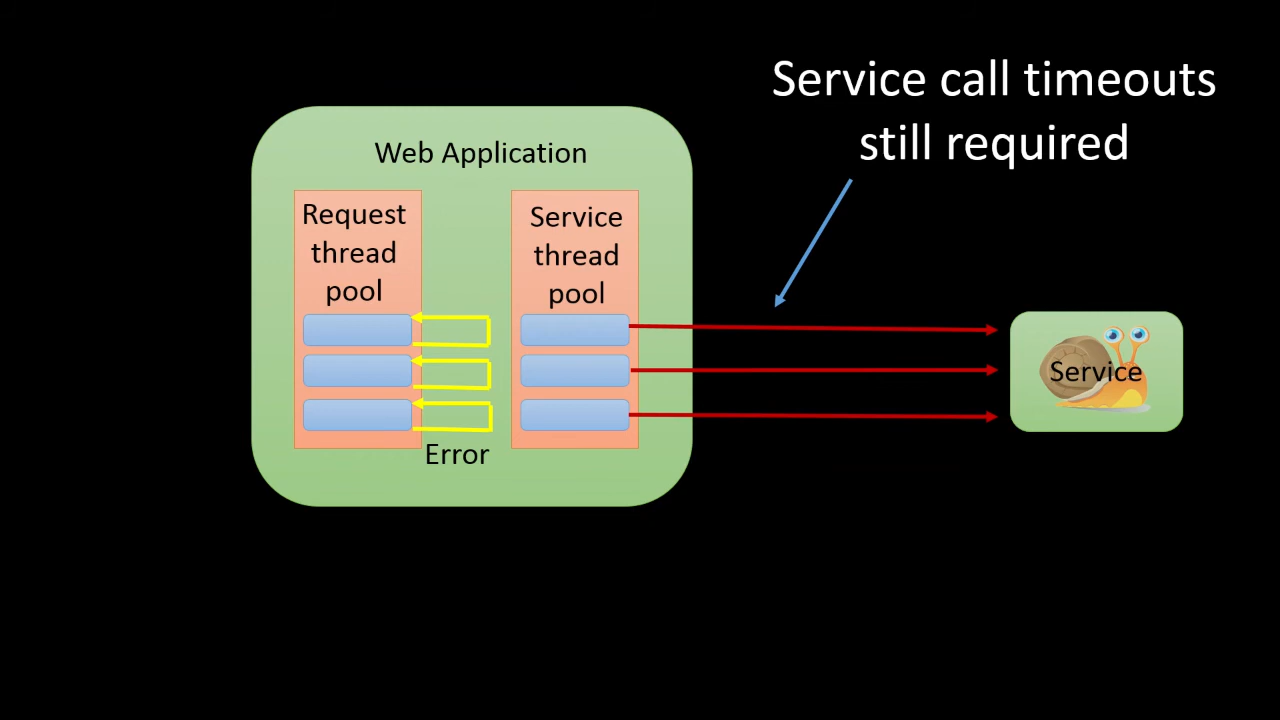 Service call timeouts
still required
Web Application
Request
thread
pool
Service
thread
pool
Error
Service